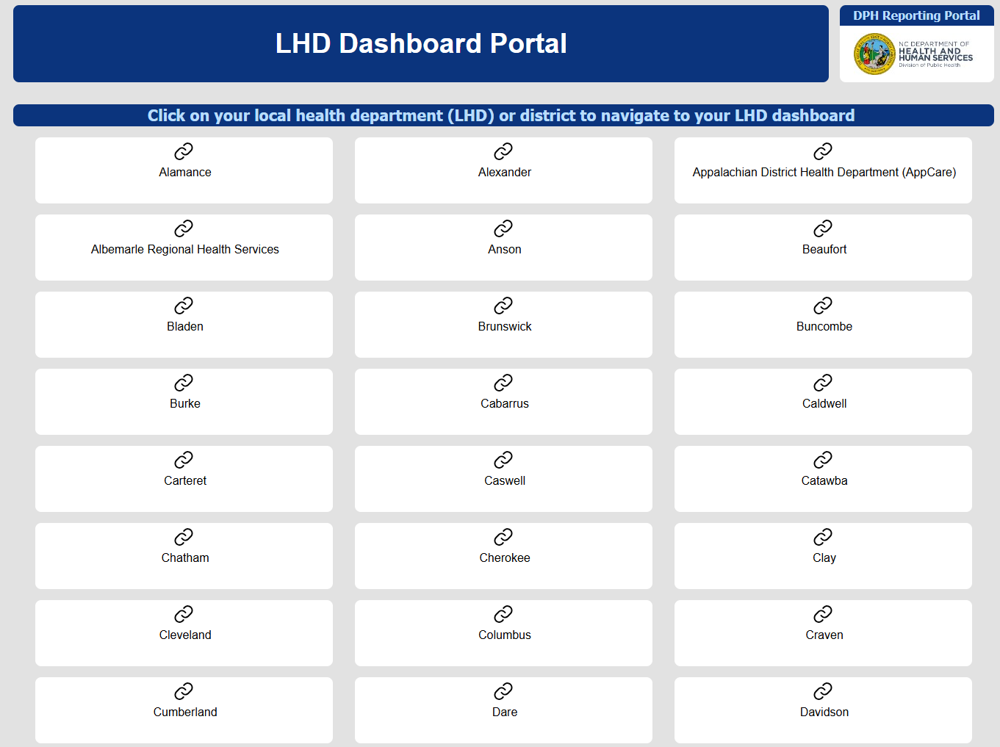 LHD Dashboard Portal
DPH Reporting Portal
NC DEPARTMENT OF
HEALTH AND
HUMAN SERVICES
Division of Public Health
Click on your local health department (LHD) or district to navigate to your LHD dashboard
Alamance
Alexander
Appalachian District Health Department (AppCare)
Albemarle Regional Health Services
Anson
Beaufort
Bladen
Brunswick
Buncombe
Burke
Cabarrus
Caldwell
Carteret
Caswell
Catawba
Chatham
Cherokee
Clay
Cleveland
Columbus
Craven
Cumberland
Dare
Davidson